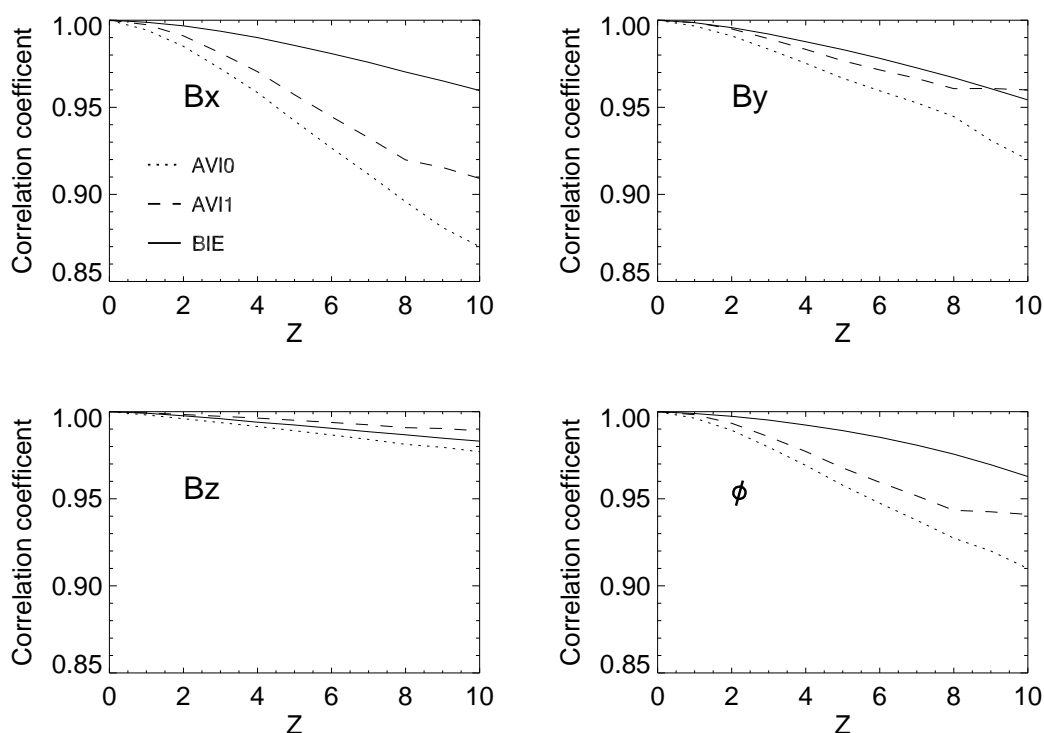 1.00
0.95
0.90
0.85
Correlation coefficent
Bx
AVI0
AVI1
BIE
0 2 4 6 8 10
Z
1.00
0.95
0.90
0.85
Correlation coefficent
By
0 2 4 6 8 10
Z
1.00
0.95
0.90
0.85
Correlation coefficent
Bz
0 2 4 6 8 10
Z
1.00
0.95
0.90
0.85
Correlation coefficent
ϕ
0 2 4 6 8 10
Z